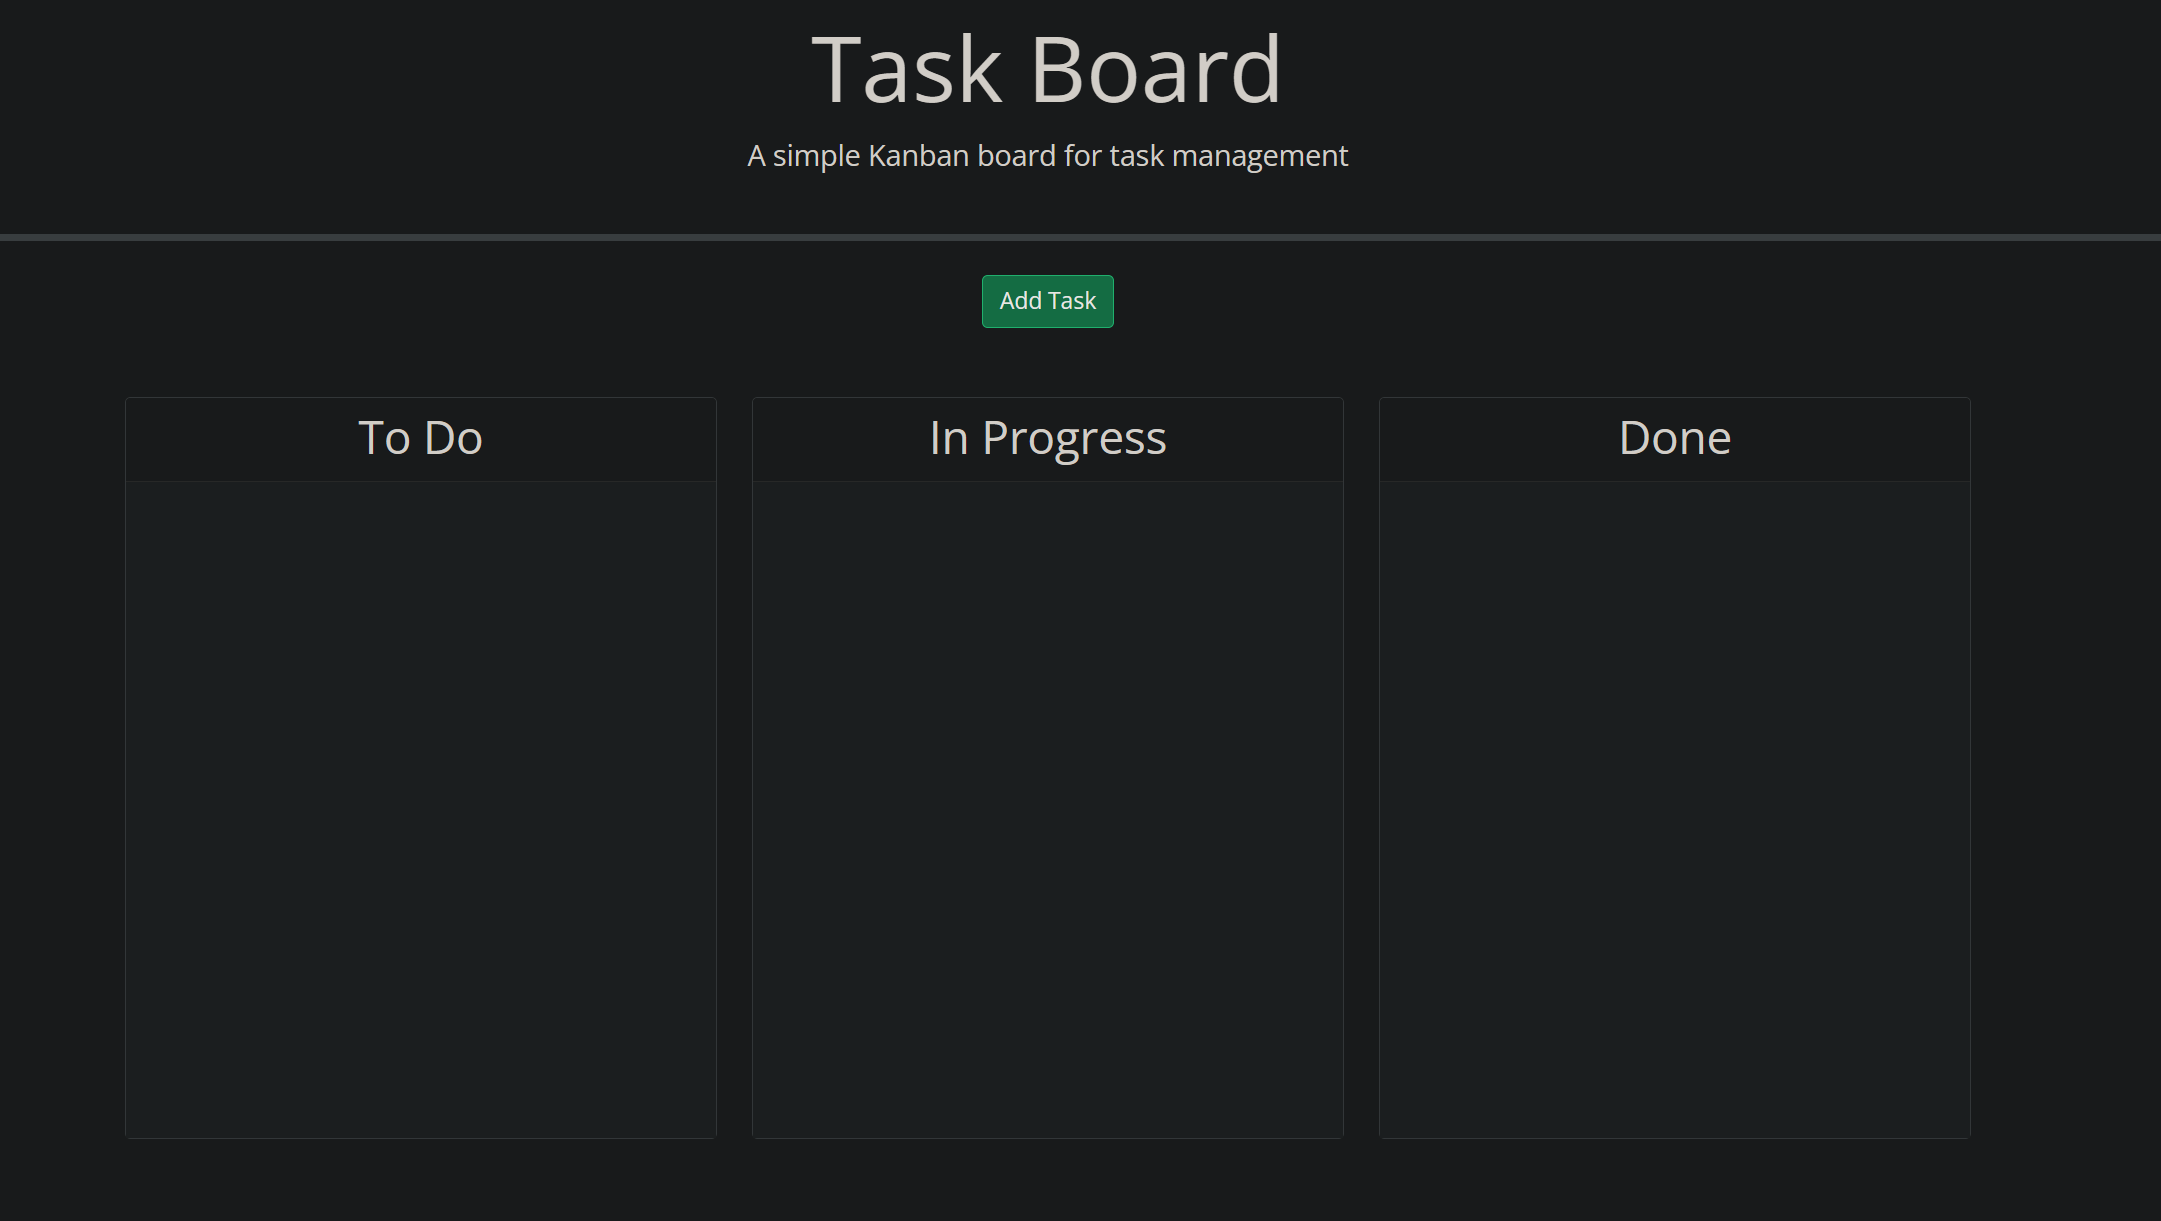 Task Board
A simple Kanban board for task management
Add Task
To Do
In Progress
Done